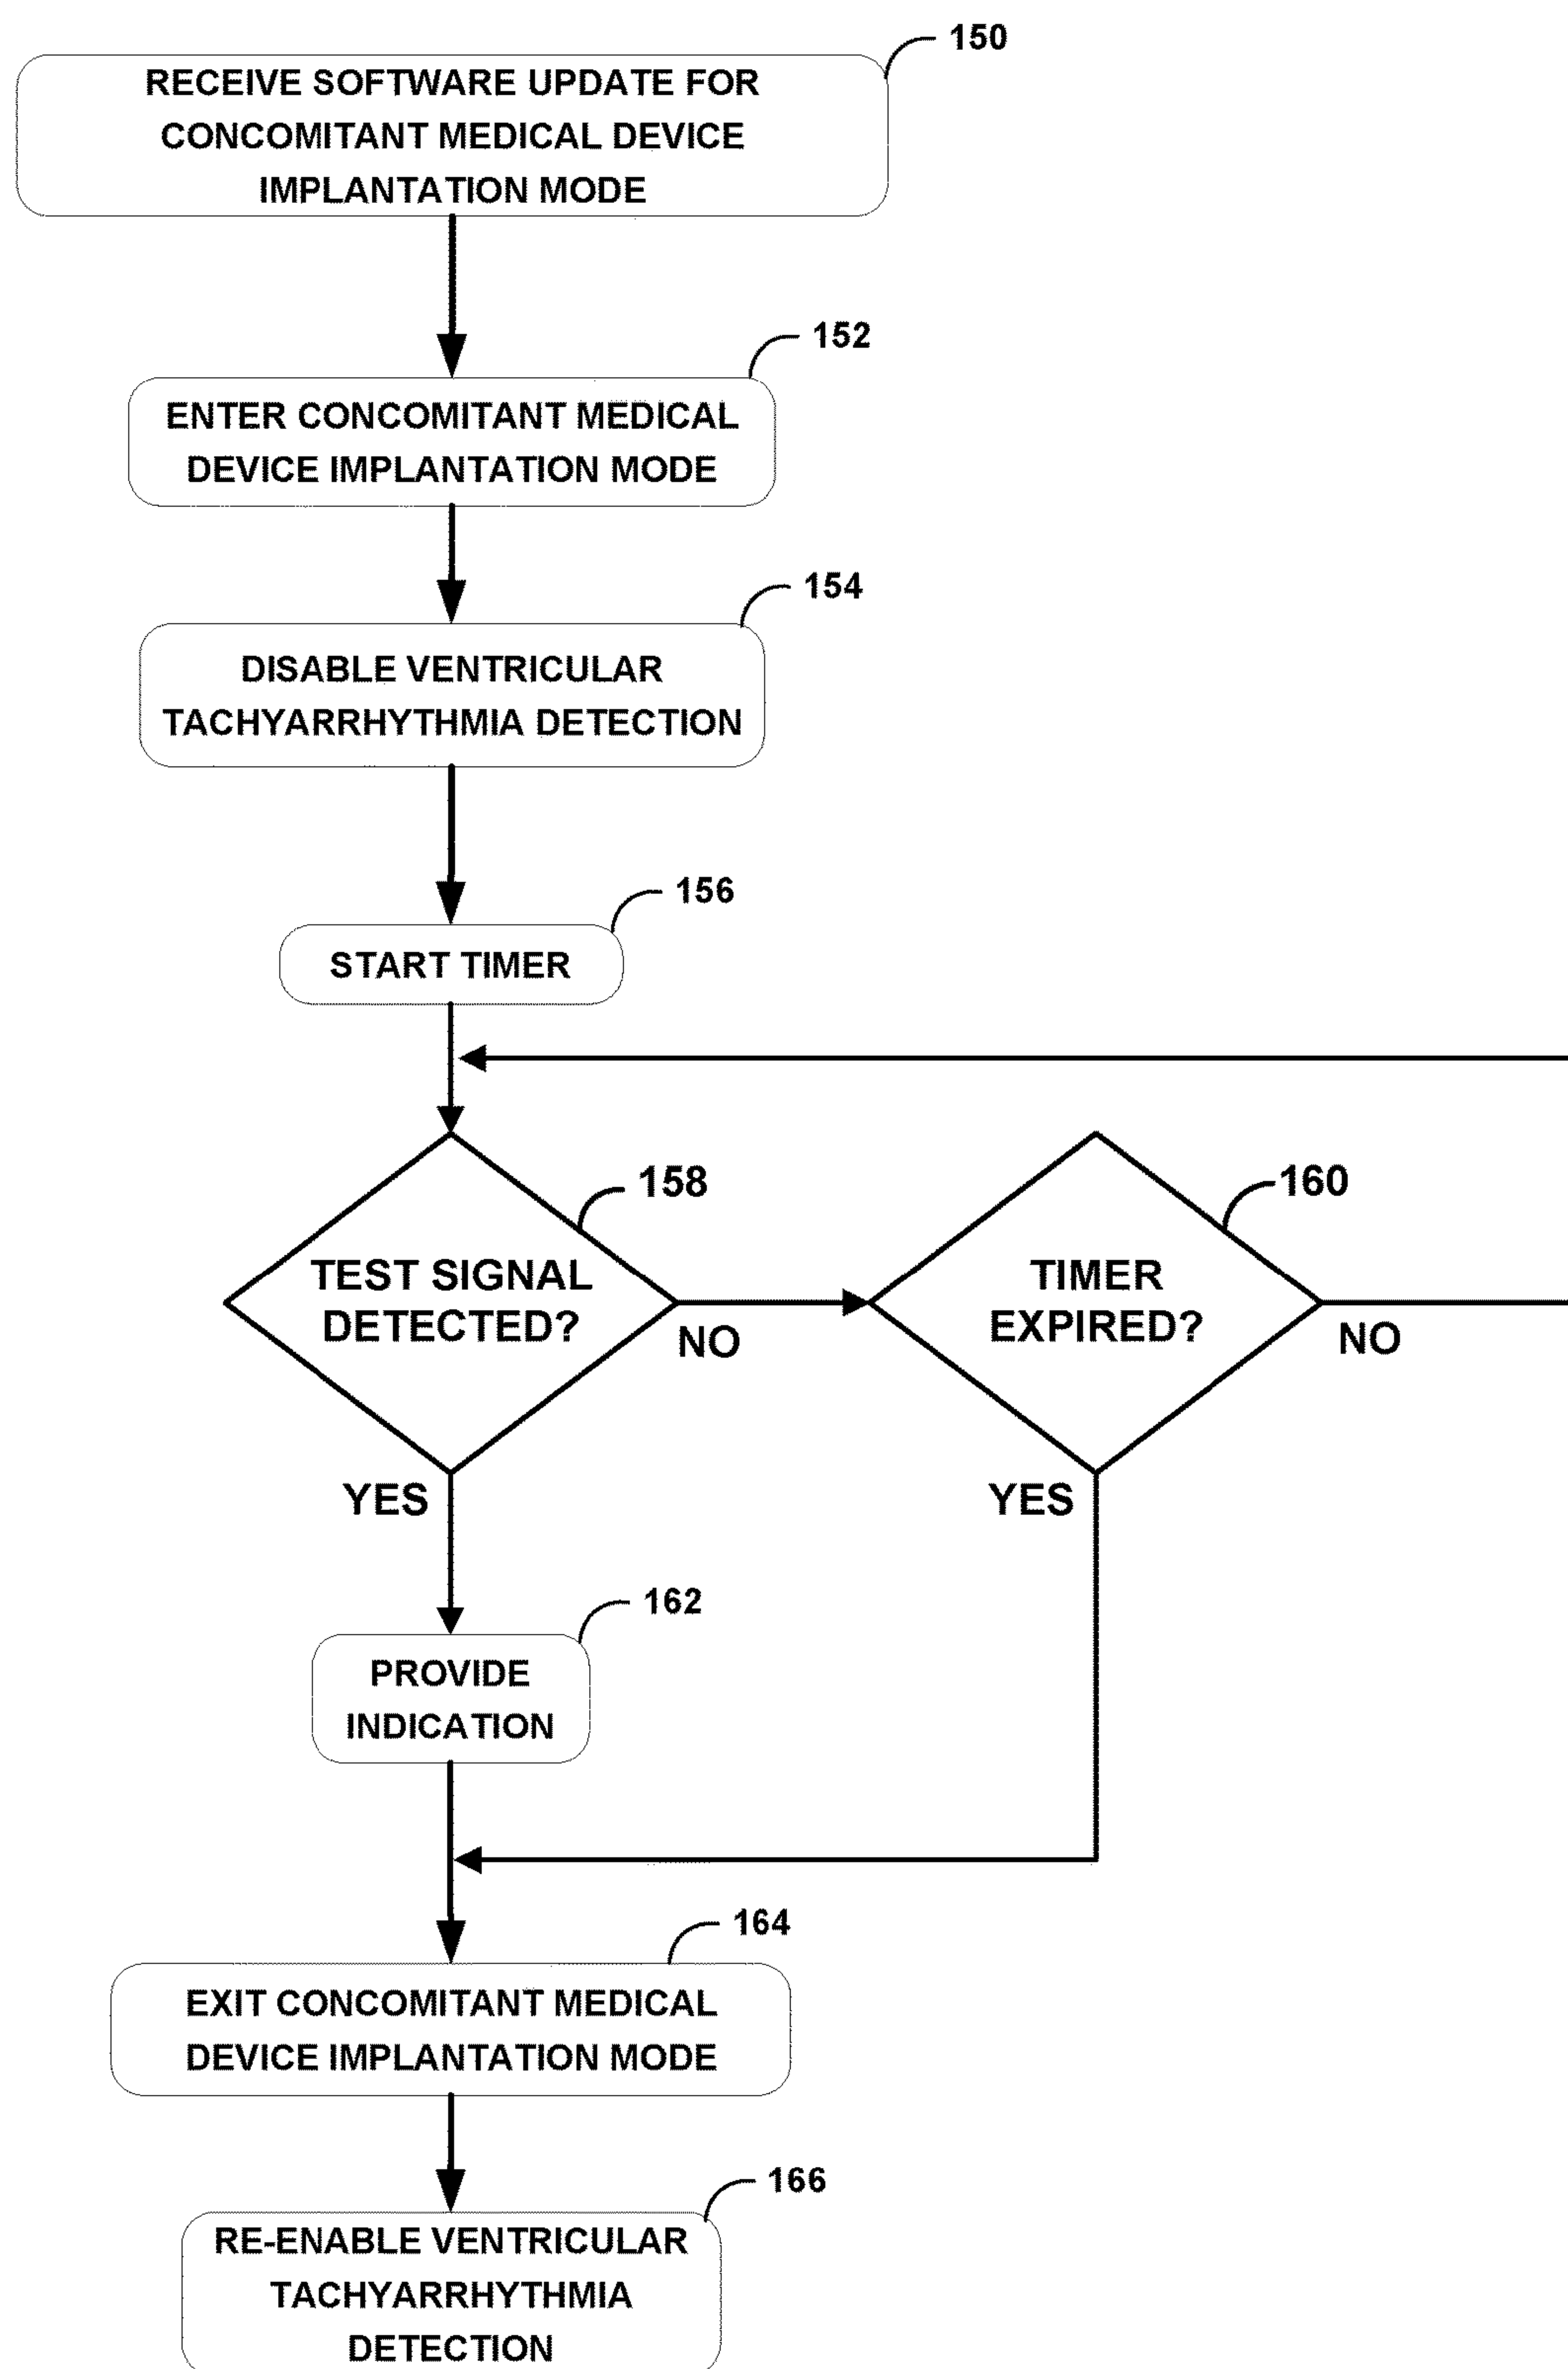 150
RECEIVE SOFTWARE UPDATE FOR
CONCOMITANT MEDICAL DEVICE
IMPLANTATION MODE
152
ENTER CONCOMITANT MEDICAL
DEVICE IMPLANTATION MODE
154
DISABLE VENTRICULAR
TACHYARRHYTHMIA DETECTION
156
START TIMER
158
TEST SIGNAL
DETECTED?
NO
160
TIMER
EXPIRED?
NO
YES
YES
162
PROVIDE
INDICATION
164
EXIT CONCOMITANT MEDICAL
DEVICE IMPLANTATION MODE
166
RE-ENABLE VENTRICULAR
TACHYARRHYTHMIA
DETECTION